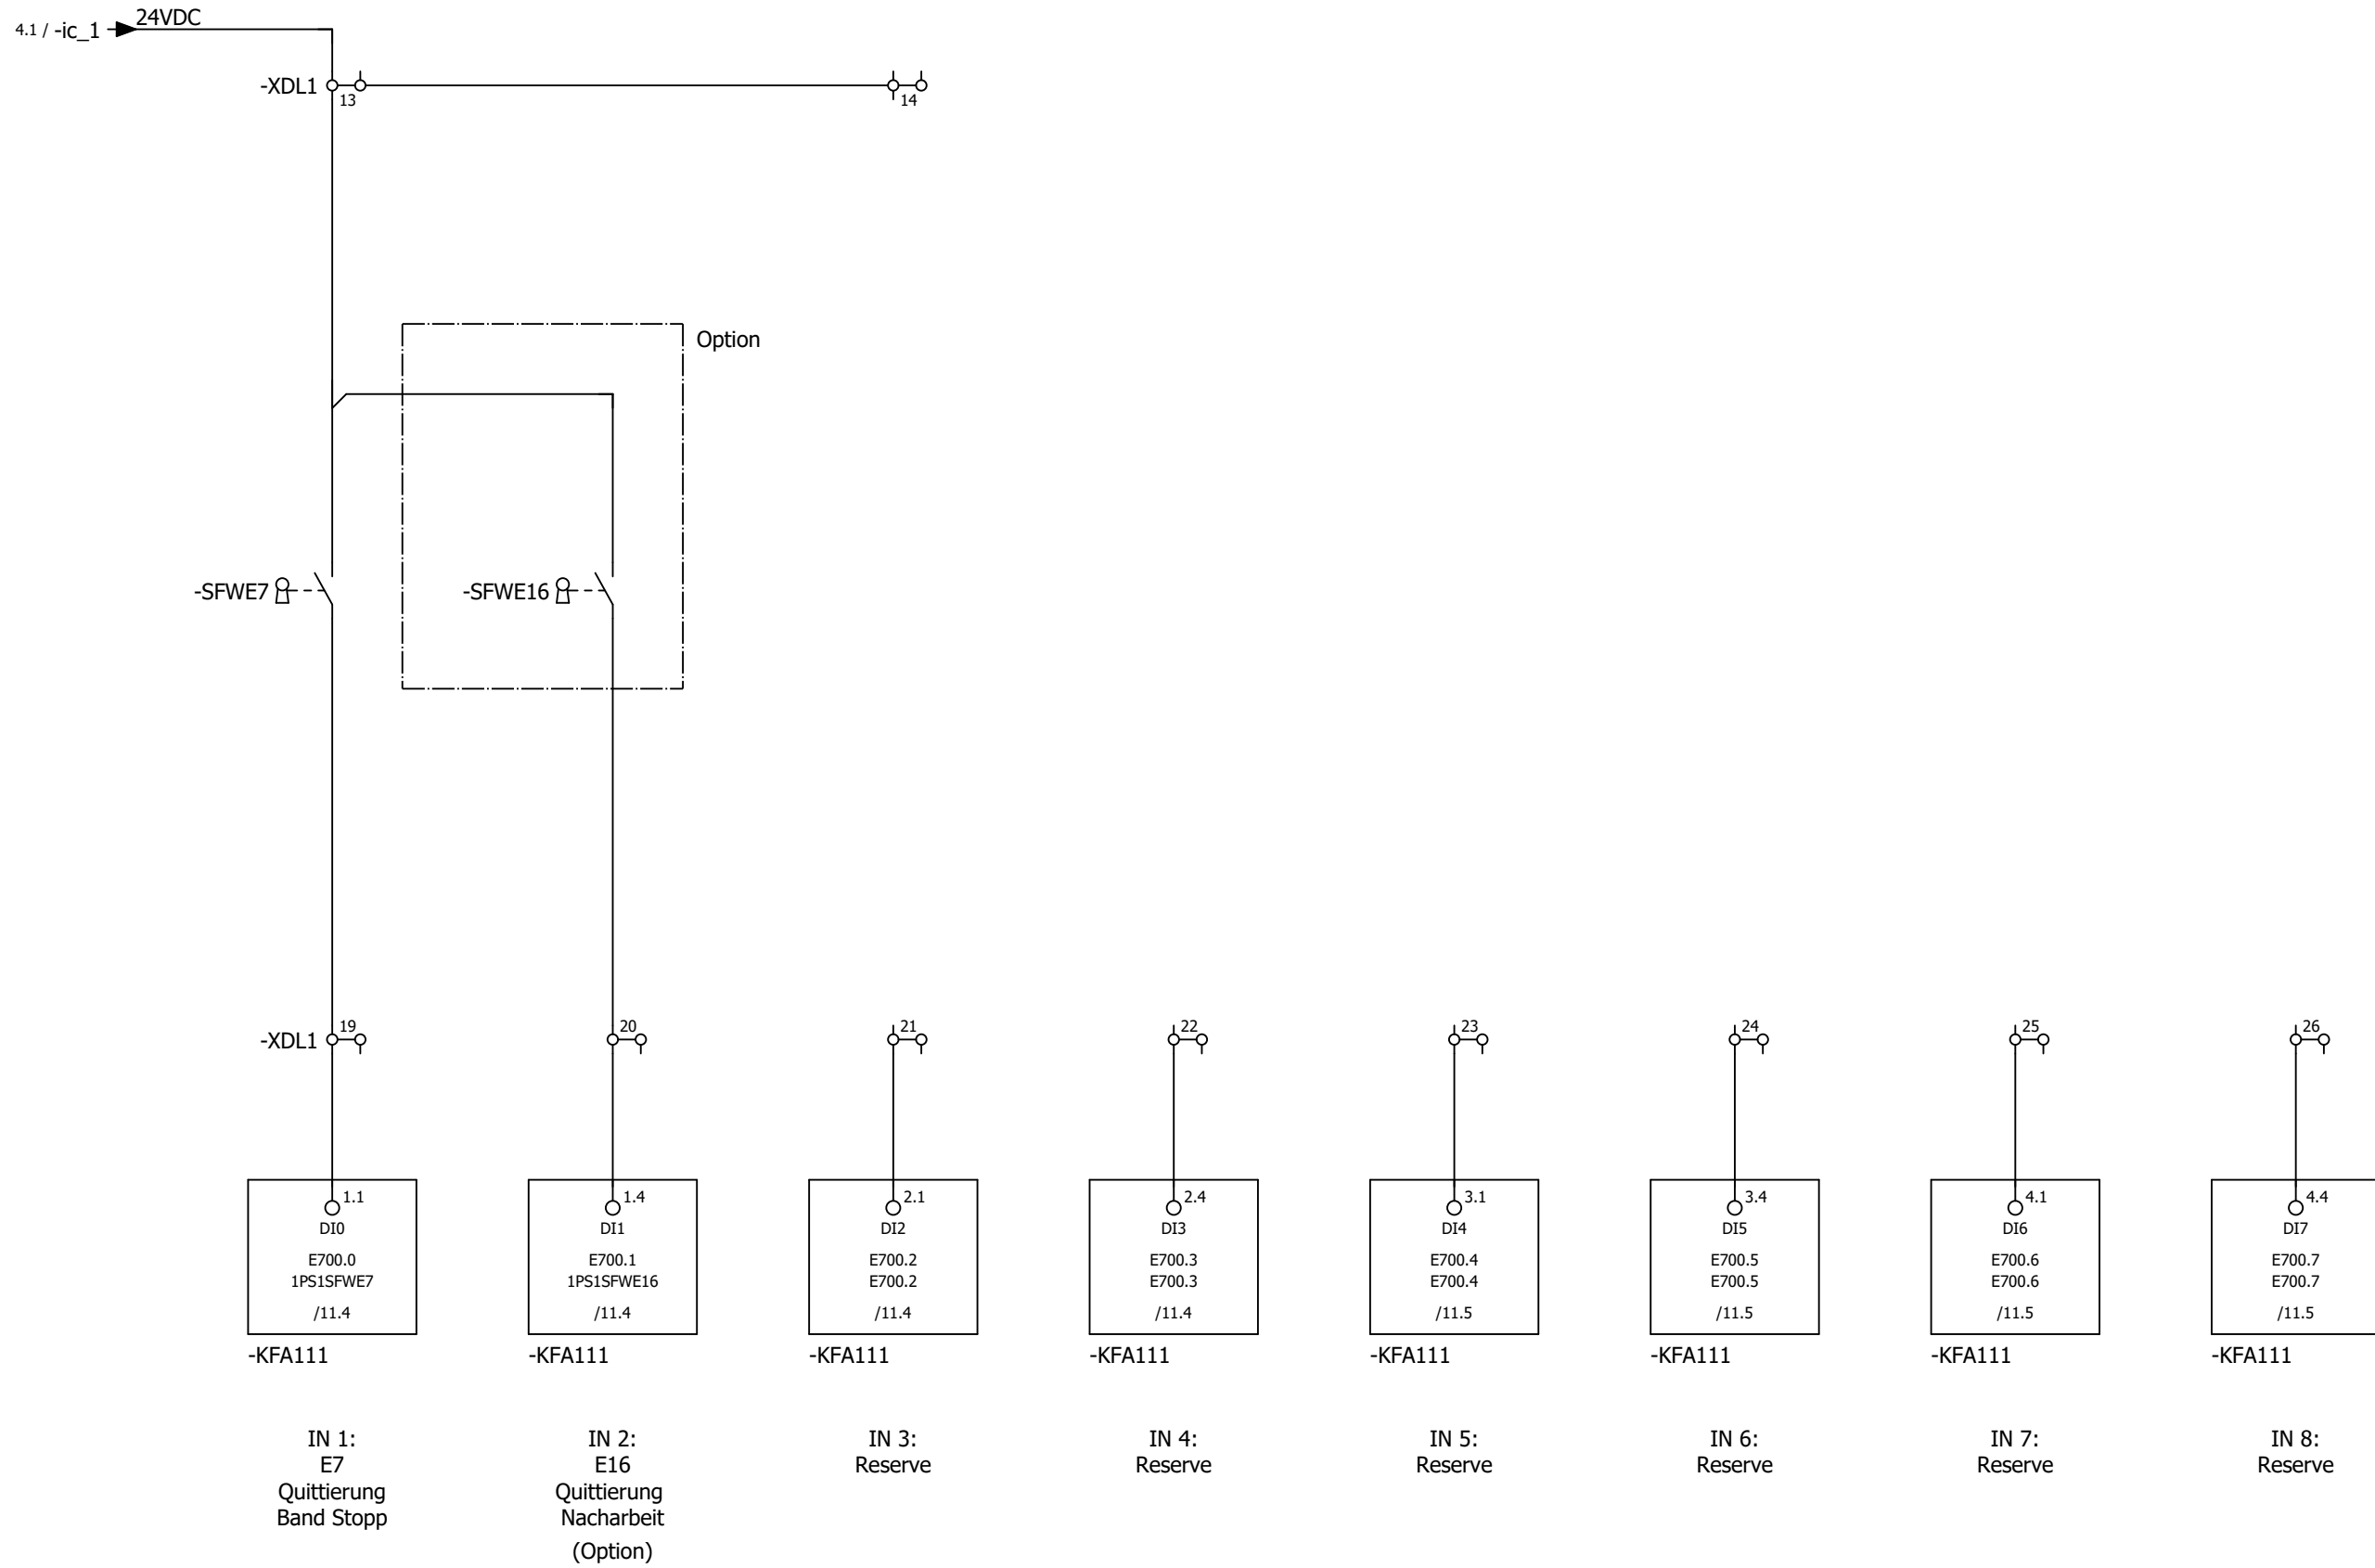 24VDC
4.1 / -ic_1
-XDL1
13
14
Option
-SFWE7
-SFWE16
-XDL1
19
20
21
22
23
24
25
26
1.1
DI0
E700.0
1PS1SFWE7
/11.4
-KFA111
1.4
DI1
E700.1
1PS1SFWE16
/11.4
-KFA111
2.1
DI2
E700.2
E700.2
/11.4
-KFA111
2.4
DI3
E700.3
E700.3
/11.4
-KFA111
3.1
DI4
E700.4
E700.4
/11.5
-KFA111
3.4
DI5
E700.5
E700.5
/11.5
-KFA111
4.1
DI6
E700.6
E700.6
/11.5
-KFA111
4.4
DI7
E700.7
E700.7
/11.5
-KFA111
IN 1:
E7
Quittierung
Band Stopp
IN 2:
E16
Quittierung
Nacharbeit
(Option)
IN 3:
Reserve
IN 4:
Reserve
IN 5:
Reserve
IN 6:
Reserve
IN 7:
Reserve
IN 8:
Reserve